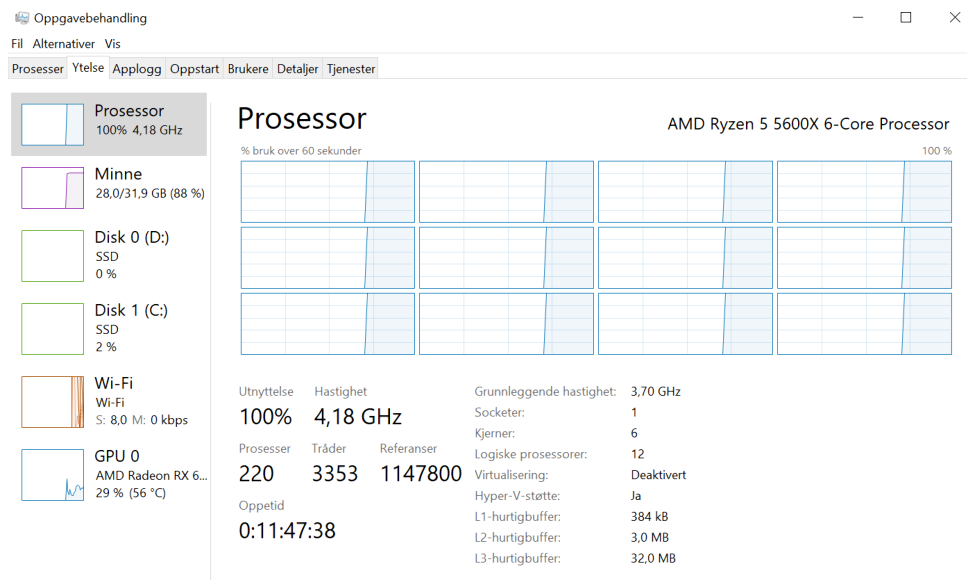 Oppgavebehandling
Fil Alternativer Vis
Prosesser Ytelse Applogg Oppstart Brukere Detaljer Tjenester
Prosessor
100% 4,18 GHz
Minne
28,0/31,9 GB (88 %)
Disk 0 (D:)
SSD
0 %
Disk 1 (C:)
SSD
2 %
Wi-Fi
Wi-Fi
S: 8,0 M: 0 kbps
GPU 0
AMD Radeon RX 6...
29 % (56 °C)
Prosessor
AMD Ryzen 5 5600X 6-Core Processor
% bruk over 60 sekunder
100 %
Utnyttelse Hastighet
100% 4,18 GHz
Prosesser Tråder Referanser
220 3353 1147800
Oppetid
0:11:47:38
Grunnleggende hastighet: 3,70 GHz
Socketer: 1
Kjerner: 6
Logiske prosessorer: 12
Virtualisering: Deaktivert
Hyper-V-støtte: Ja
L1-hurtigbuffer: 384 kB
L2-hurtigbuffer: 3,0 MB
L3-hurtigbuffer: 32,0 MB